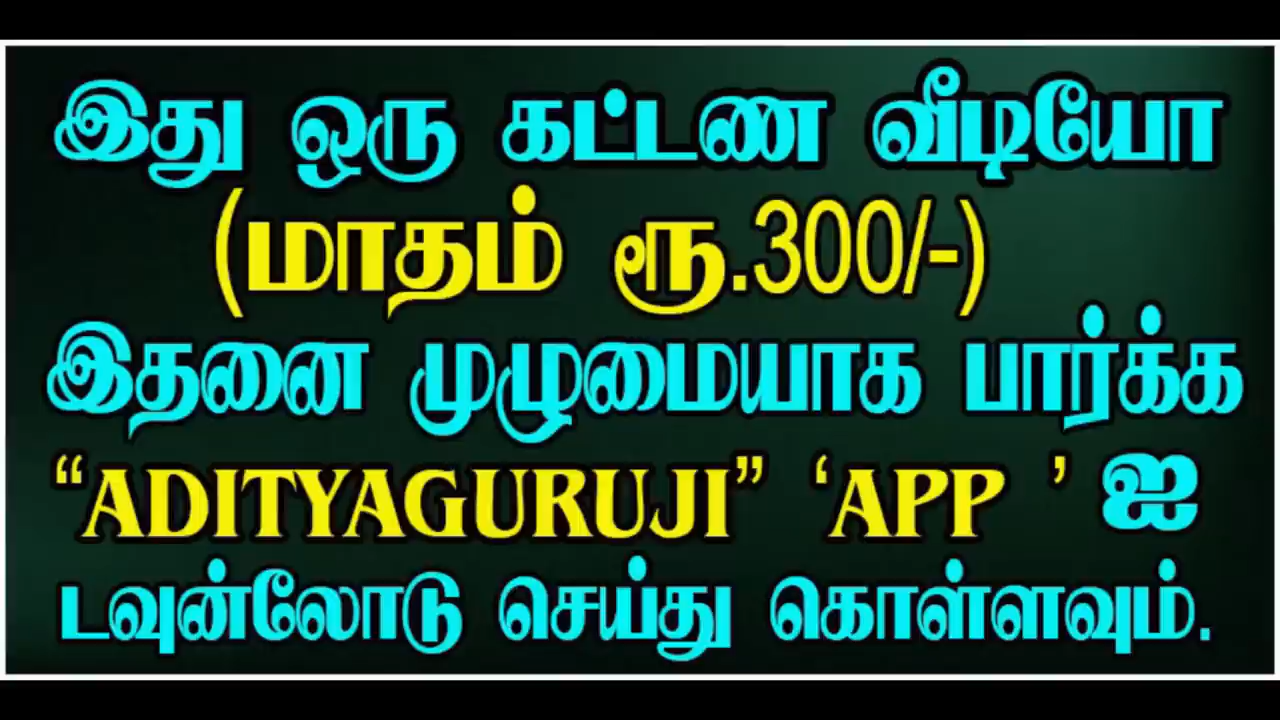 இது ஒரு கட்டண வீடியோ
(மாதம் ரூ.300/-)
இதனை முழுமையாக பார்க்க
“ADITYAGURUJI” ‘APP ’ ஐ
டவுன்லோடு செய்து கொள்ளவும்.